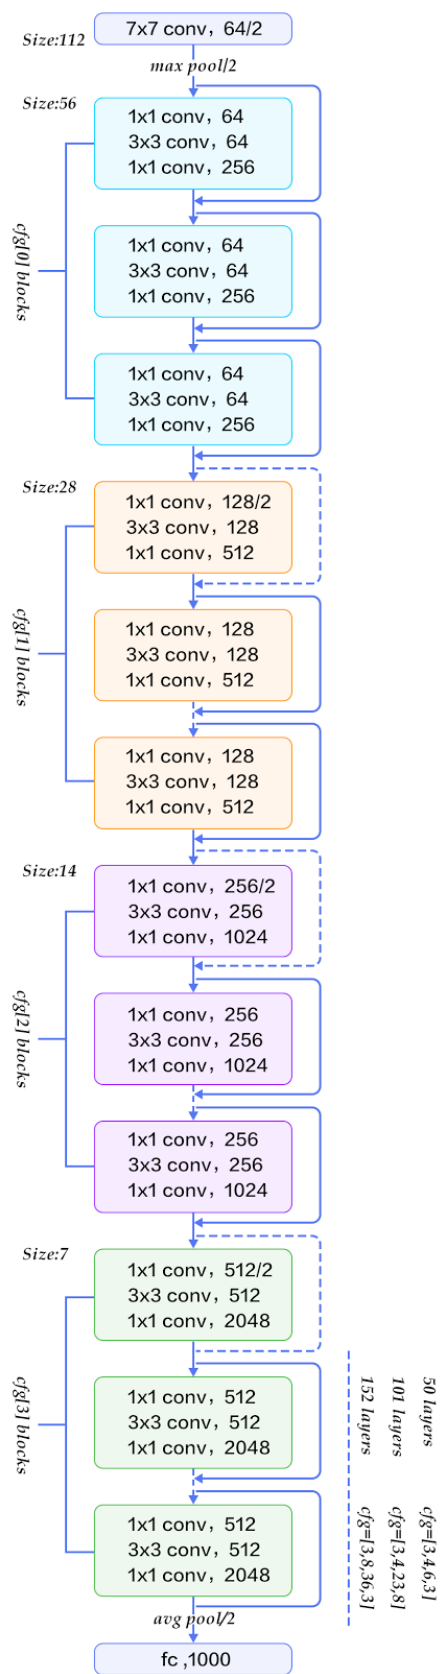 Size:112
7x7 conv, 64/2
max pool/2
Size:56
1x1 conv, 64
3x3 conv, 64
1x1 conv, 256
cfg[0] blocks
1x1 conv, 64
3x3 conv, 64
1x1 conv, 256
1x1 conv, 64
3x3 conv, 64
1x1 conv, 256
Size:28
1x1 conv, 128/2
3x3 conv, 128
1x1 conv, 512
cfg[1] blocks
1x1 conv, 128
3x3 conv, 128
1x1 conv, 512
1x1 conv, 128
3x3 conv, 128
1x1 conv, 512
Size:14
1x1 conv, 256/2
3x3 conv, 256
1x1 conv, 1024
cfg[2] blocks
1x1 conv, 256
3x3 conv, 256
1x1 conv, 1024
1x1 conv, 256
3x3 conv, 256
1x1 conv, 1024
Size:7
1x1 conv, 512/2
3x3 conv, 512
1x1 conv, 2048
cfg[3] blocks
1x1 conv, 512
3x3 conv, 512
1x1 conv, 2048
1x1 conv, 512
3x3 conv, 512
1x1 conv, 2048
avg pool/2
fc ,1000
50 layers cfg=[3,4,6,3]
101 layers cfg=[3,4,23,8]
152 layers cfg=[3,8,36,3]